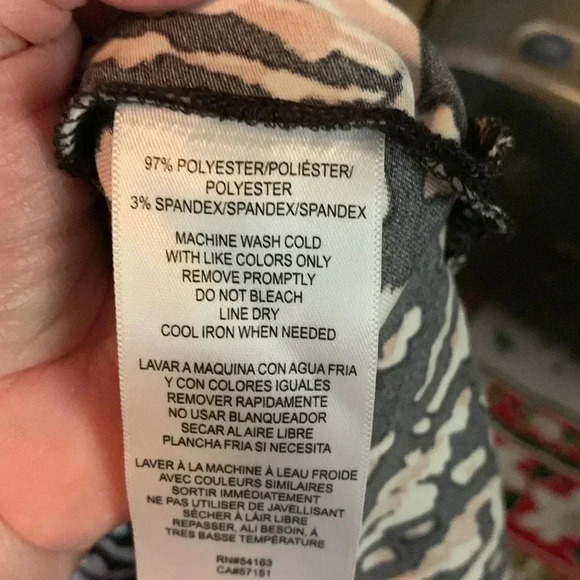 97% POLYESTER/POLIÉSTER/
POLYESTER
3% SPANDEX/SPANDEX/SPANDEX
MACHINE WASH COLD
WITH LIKE COLORS ONLY
REMOVE PROMPTLY
DO NOT BLEACH
LINE DRY
COOL IRON WHEN NEEDED
LAVAR A MAQUINA CON AGUA FRIA
Y CON COLORES IGUALES
REMOVER RAPIDAMENTE
NO USAR BLANQUEADOR
SECAR AL AIRE LIBRE
PLANCHA FRIA SI NECESITA
LAVER À LA MACHINE À LEAU FROIDE
AVEC COULEURS SIMILAIRES
SORTIR IMMÉDIATEMENT
NE PAS UTILISER DE JAVELLISANT
SÉCHER À LÀIR LIBRE
REPASSER, ALI BESOIN, À
TRES BASSE TEMPÉRATURE
RN#54163
CA#57151